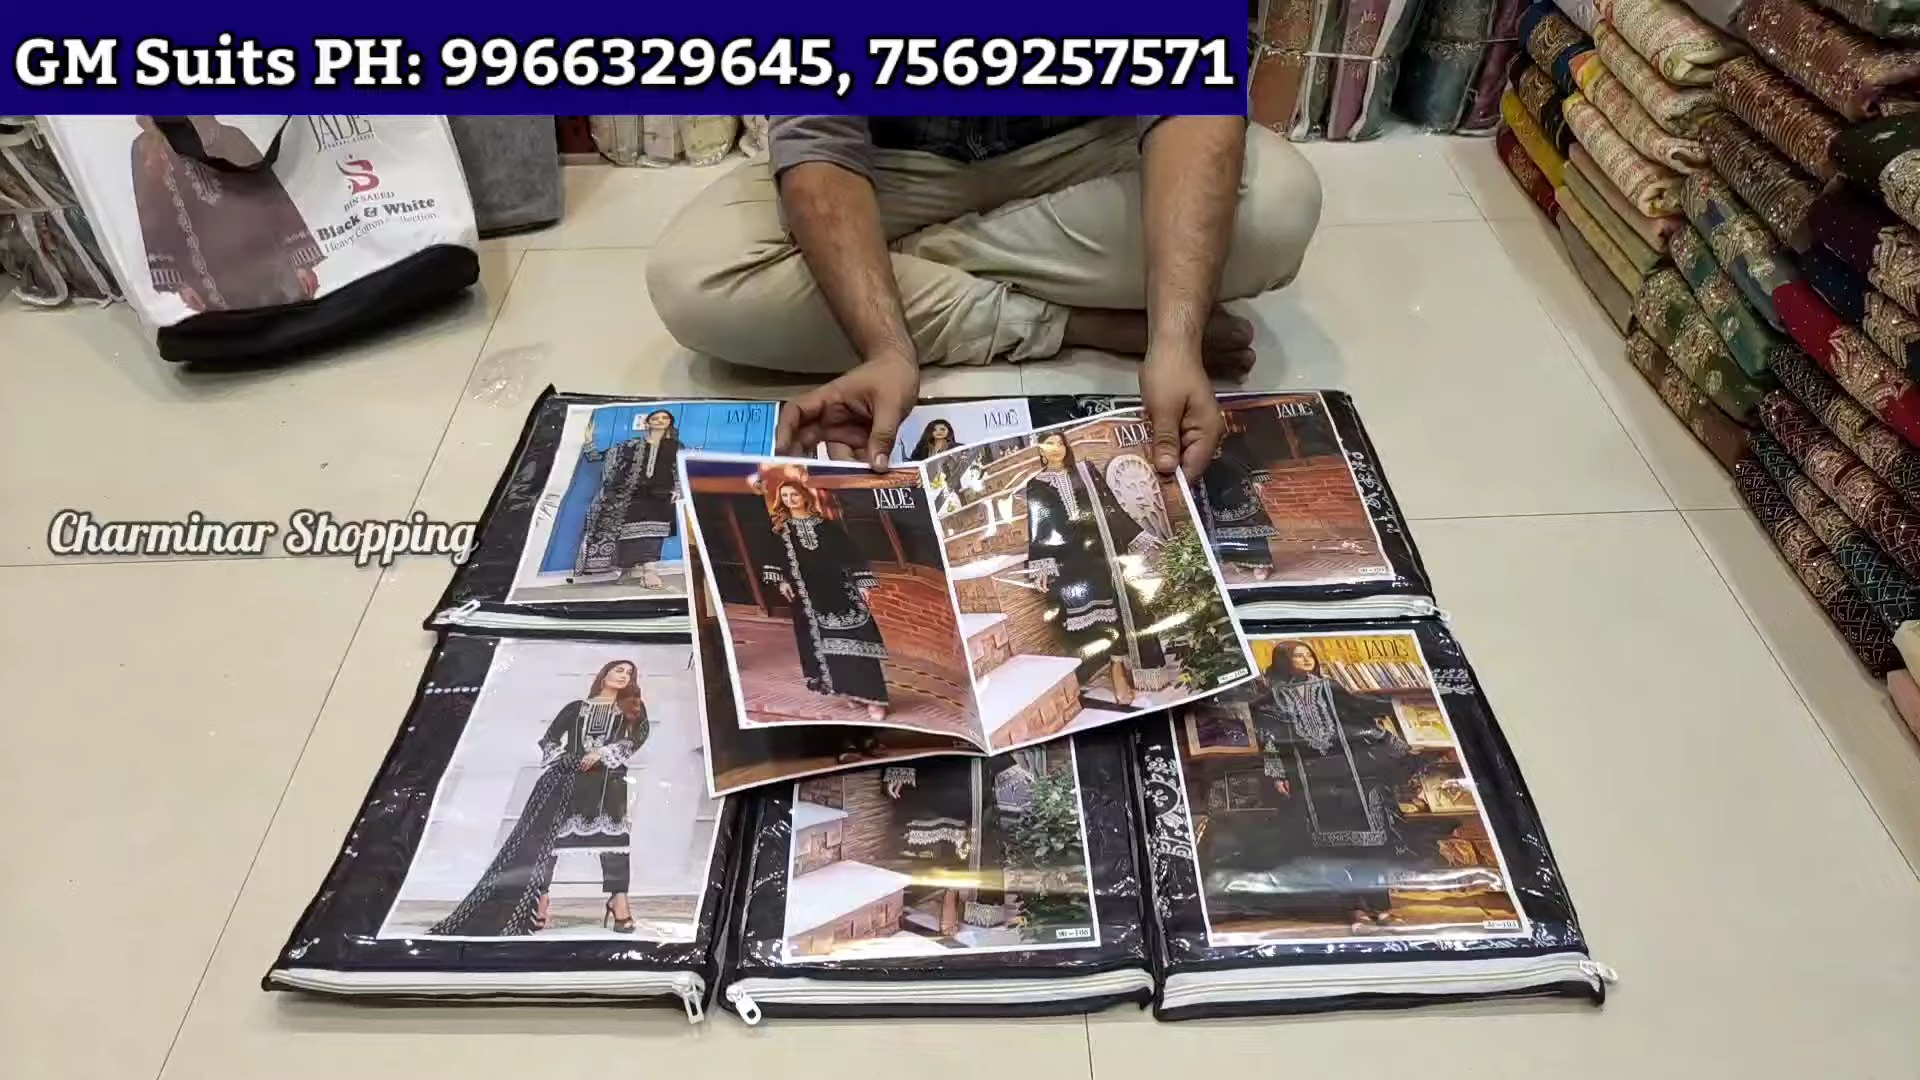 GM Suits PH: 9966329645, 7569257571
JADE
BIN SAEED
Black & White
Heavy Cotton Collection
Charminar Shopping
JADE
JADE
JADE
JADE
JADE
JADE